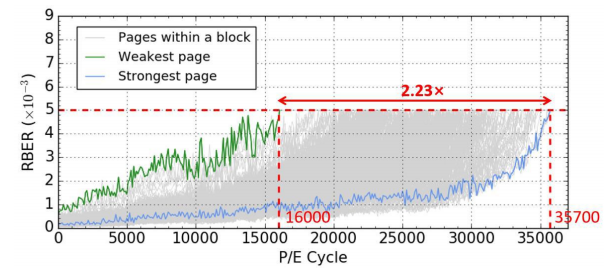 9
8
7
6
5
4
3
2
1
0
RBER (×10⁻³)
Pages within a block
Weakest page
Strongest page
2.23×
16000
35700
0 5000 10000 15000 20000 25000 30000 35000
P/E Cycle